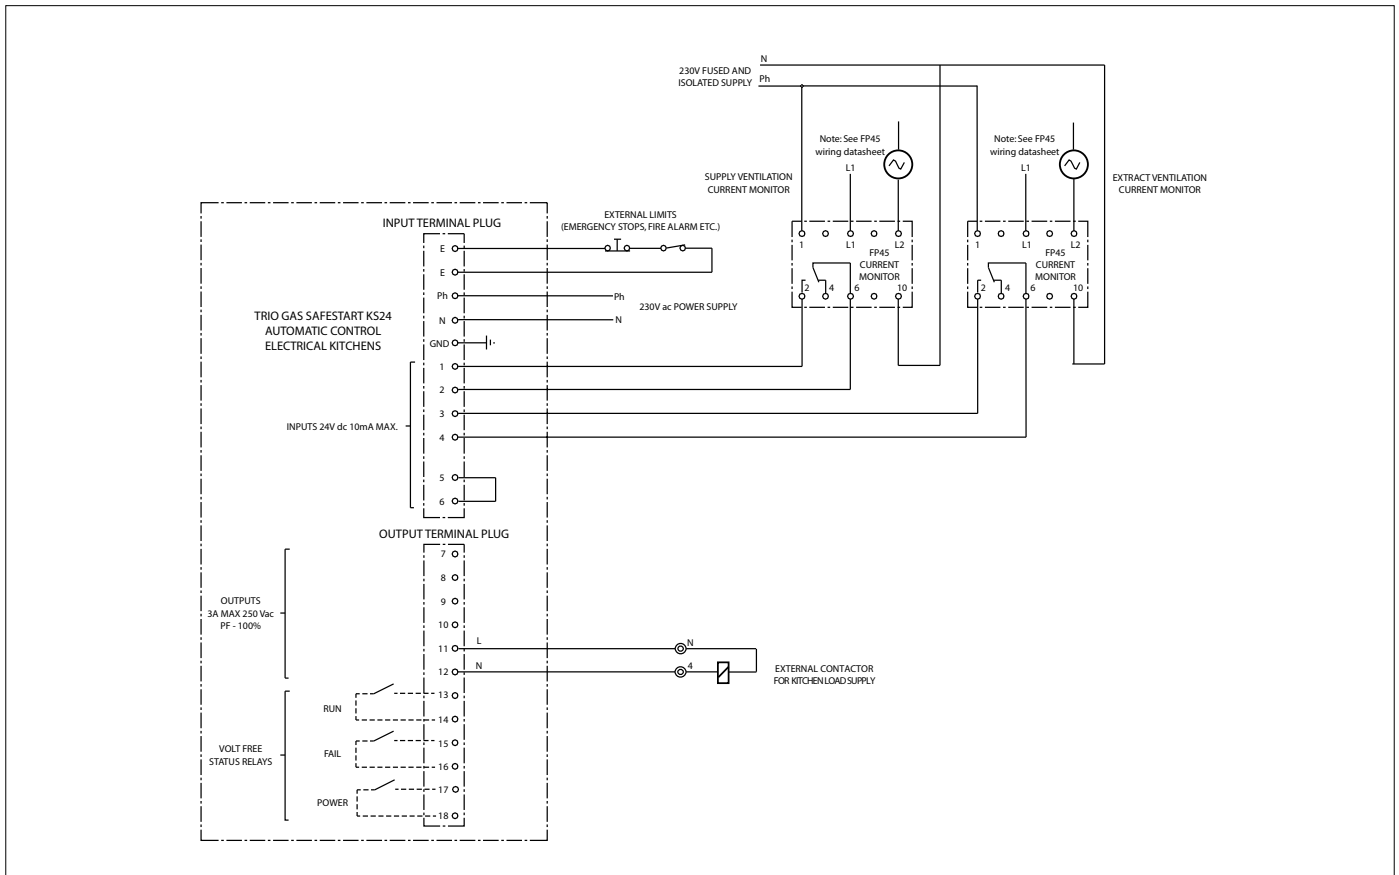 N
230V FUSED AND
Ph
ISOLATED SUPPLY
Note: See FP45
wiring datasheet
L1
Note: See FP45
wiring datasheet
L1
SUPPLY VENTILATION
CURRENT MONITOR
EXTRACT VENTILATION
CURRENT MONITOR
1
L1
L2
FP45
CURRENT
MONITOR
2
4
6
10
1
L1
L2
FP45
CURRENT
MONITOR
2
4
6
10
INPUT TERMINAL PLUG
EXTERNAL LIMITS
(EMERGENCY STOPS, FIRE ALARM ETC.)
E
E
Ph
Ph
230V ac POWER SUPPLY
N
N
GND
TRIO GAS SAFESTART KS24
AUTOMATIC CONTROL
ELECTRICAL KITCHENS
1
2
3
4
INPUTS 24V dc 10mA MAX.
5
6
OUTPUT TERMINAL PLUG
7
8
9
10
OUTPUTS
3A MAX 250 Vac
PF - 100%
11
L
N
12
N
4
EXTERNAL CONTACTOR
FOR KITCHEN LOAD SUPPLY
13
RUN
14
15
FAIL
16
VOLT FREE
STATUS RELAYS
17
POWER
18